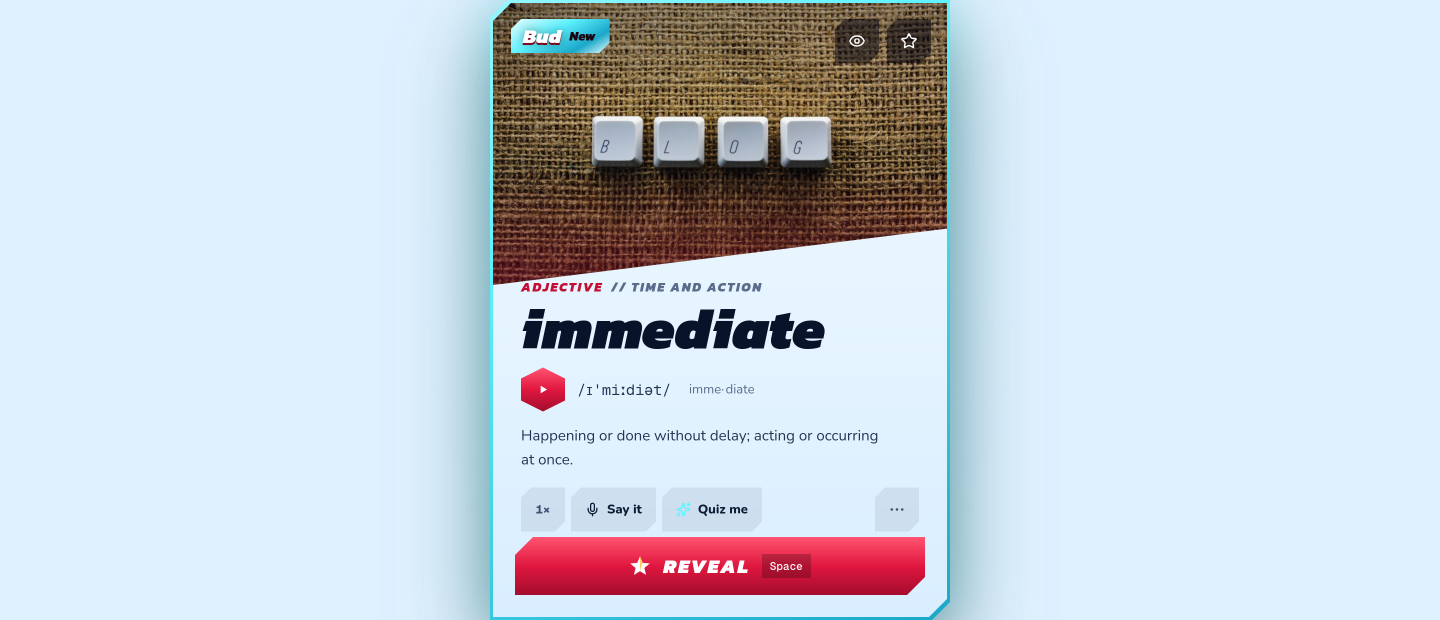 Bud New
B L O G
ADJECTIVE // TIME AND ACTION
immediate
/ɪˈmiːdiət/ imme·diate
Happening or done without delay; acting or occurring
at once.
1× Say it Quiz me ...
REVEAL Space